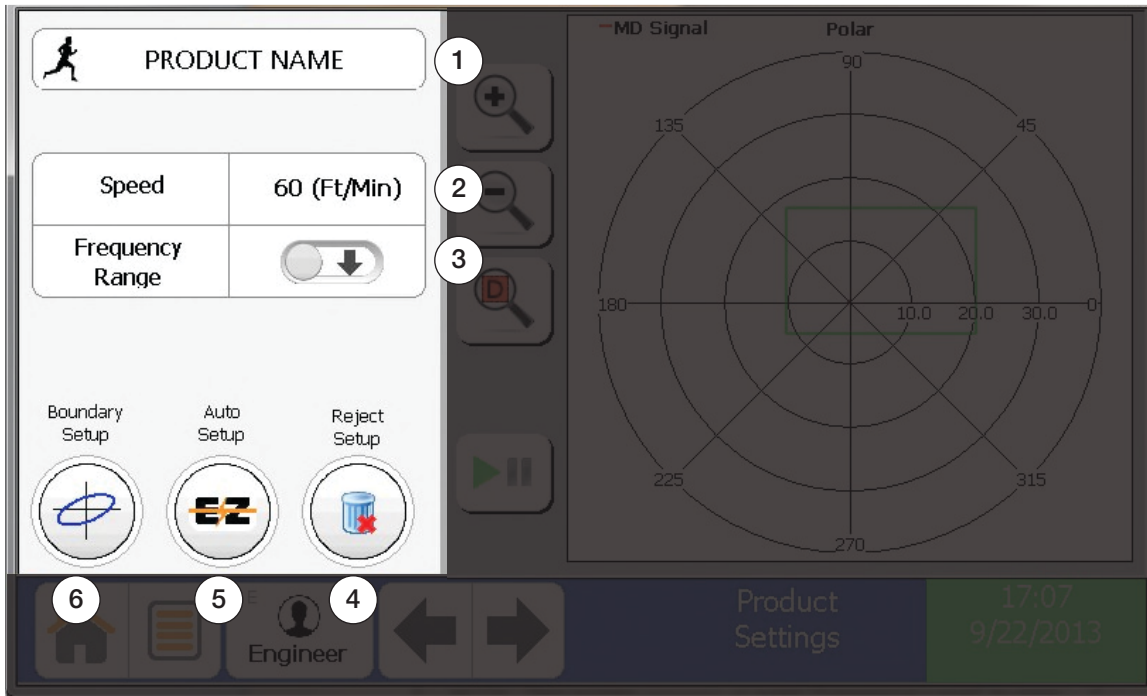 PRODUCT NAME
1
Speed
60 (Ft/Min)
2
Frequency
Range
3
Boundary
Setup
Auto
Setup
Reject
Setup
EZ
6
5
4
D
MD Signal
Polar
90
135
45
180
10.0
20.0
30.0
0
225
315
270
E
Engineer
Product
Settings
17:07
9/22/2013